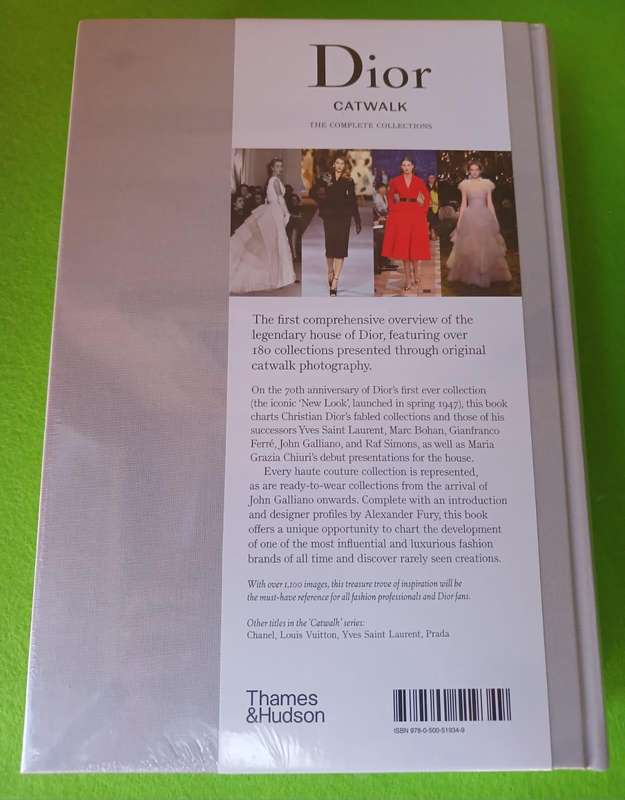 Dior
CATWALK
THE COMPLETE COLLECTIONS
The first comprehensive overview of the
legendary house of Dior, featuring over
180 collections presented through original
catwalk photography.
On the 70th anniversary of Dior's first ever collection
(the iconic 'New Look', launched in spring 1947), this book
charts Christian Dior's fabled collections and those of his
successors Yves Saint Laurent, Marc Bohan, Gianfranco
Ferré, John Galliano, and Raf Simons, as well as Maria
Grazia Chiuri's debut presentations for the house.
Every haute couture collection is represented,
as are ready-to-wear collections from the arrival of
John Galliano onwards. Complete with an introduction
and designer profiles by Alexander Fury, this book
offers a unique opportunity to chart the development
of one of the most influential and luxurious fashion
brands of all time and discover rarely seen creations.
With over 1,100 images, this treasure trove of inspiration will be
the must-have reference for all fashion professionals and Dior fans.
Other titles in the 'Catwalk' series:
Chanel, Louis Vuitton, Yves Saint Laurent, Prada
Thames
&Hudson
ISBN 978-0-500-51934-9